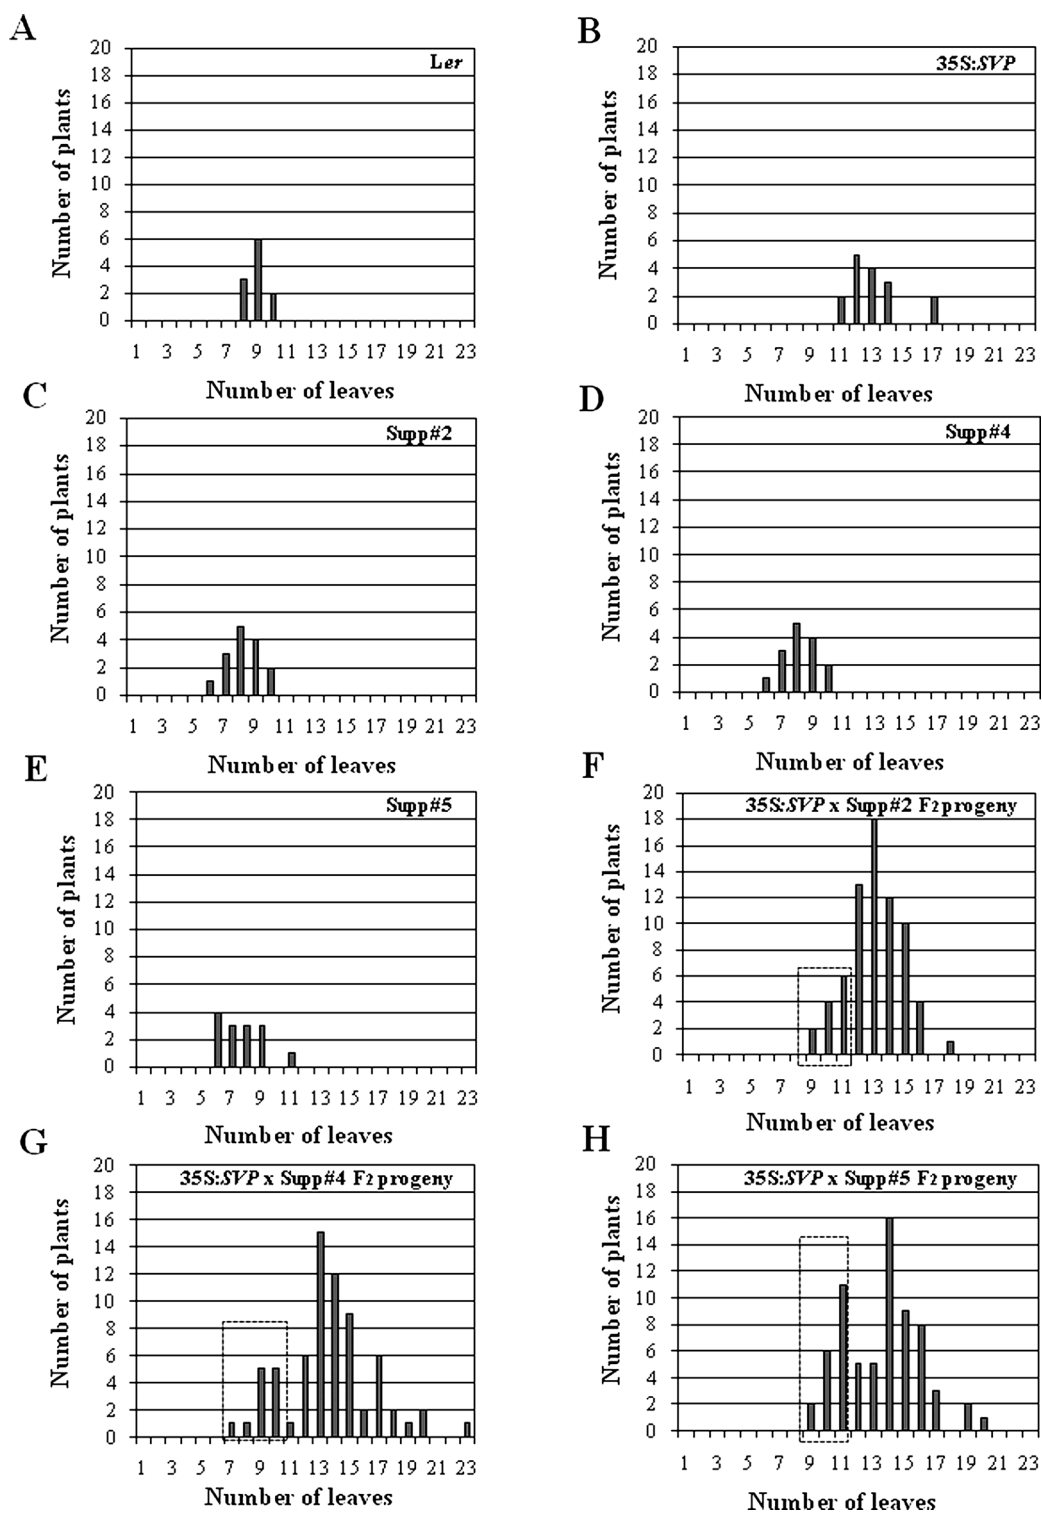 A
Ler
Number of plants
20
18
16
14
12
10
8
6
4
2
0
1 3 5 7 9 11 13 15 17 19 21 23
Number of leaves
B
35S:SVP
Number of plants
20
18
16
14
12
10
8
6
4
2
0
1 3 5 7 9 11 13 15 17 19 21 23
Number of leaves
C
Supp#2
Number of plants
20
18
16
14
12
10
8
6
4
2
0
1 3 5 7 9 11 13 15 17 19 21 23
Number of leaves
D
Supp#4
Number of plants
20
18
16
14
12
10
8
6
4
2
0
1 3 5 7 9 11 13 15 17 19 21 23
Number of leaves
E
Supp#5
Number of plants
20
18
16
14
12
10
8
6
4
2
0
1 3 5 7 9 11 13 15 17 19 21 23
Number of leaves
F
35S:SVP x Supp#2 F2 progeny
Number of plants
20
18
16
14
12
10
8
6
4
2
0
1 3 5 7 9 11 13 15 17 19 21 23
Number of leaves
G
35S:SVP x Supp#4 F2 progeny
Number of plants
20
18
16
14
12
10
8
6
4
2
0
1 3 5 7 9 11 13 15 17 19 21 23
Number of leaves
H
35S:SVP x Supp#5 F2 progeny
Number of plants
20
18
16
14
12
10
8
6
4
2
0
1 3 5 7 9 11 13 15 17 19 21 23
Number of leaves